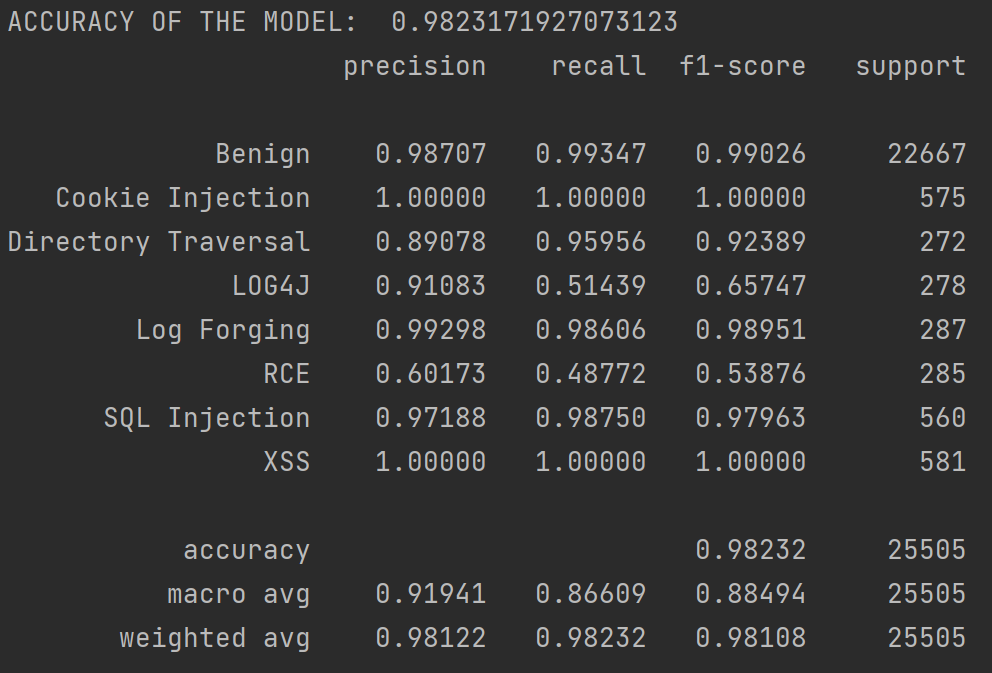 ACCURACY OF THE MODEL:  0.9823171927073123
                     precision    recall  f1-score   support

             Benign    0.98707   0.99347   0.99026     22667
   Cookie Injection    1.00000   1.00000   1.00000       575
Directory Traversal    0.89078   0.95956   0.92389       272
              LOG4J    0.91083   0.51439   0.65747       278
        Log Forging    0.99298   0.98606   0.98951       287
                RCE    0.60173   0.48772   0.53876       285
      SQL Injection    0.97188   0.98750   0.97963       560
                XSS    1.00000   1.00000   1.00000       581

           accuracy                        0.98232     25505
          macro avg    0.91941   0.86609   0.88494     25505
       weighted avg    0.98122   0.98232   0.98108     25505